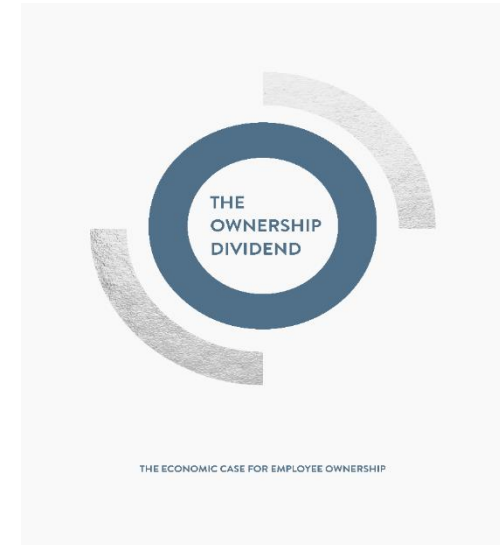 THE
OWNERSHIP
DIVIDEND
THE ECONOMIC CASE FOR EMPLOYEE OWNERSHIP